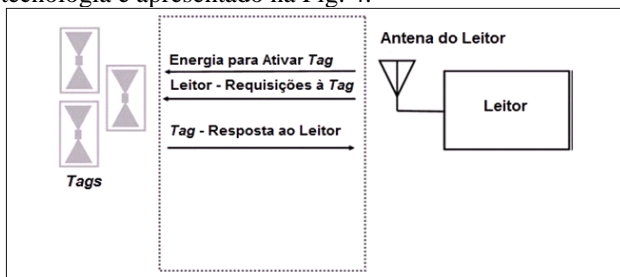 tecnologia é apresentado na Fig. 4.
Energia para Ativar Tag
Leitor - Requisições à Tag
Tag - Resposta ao Leitor
Tags
Antena do Leitor
Leitor